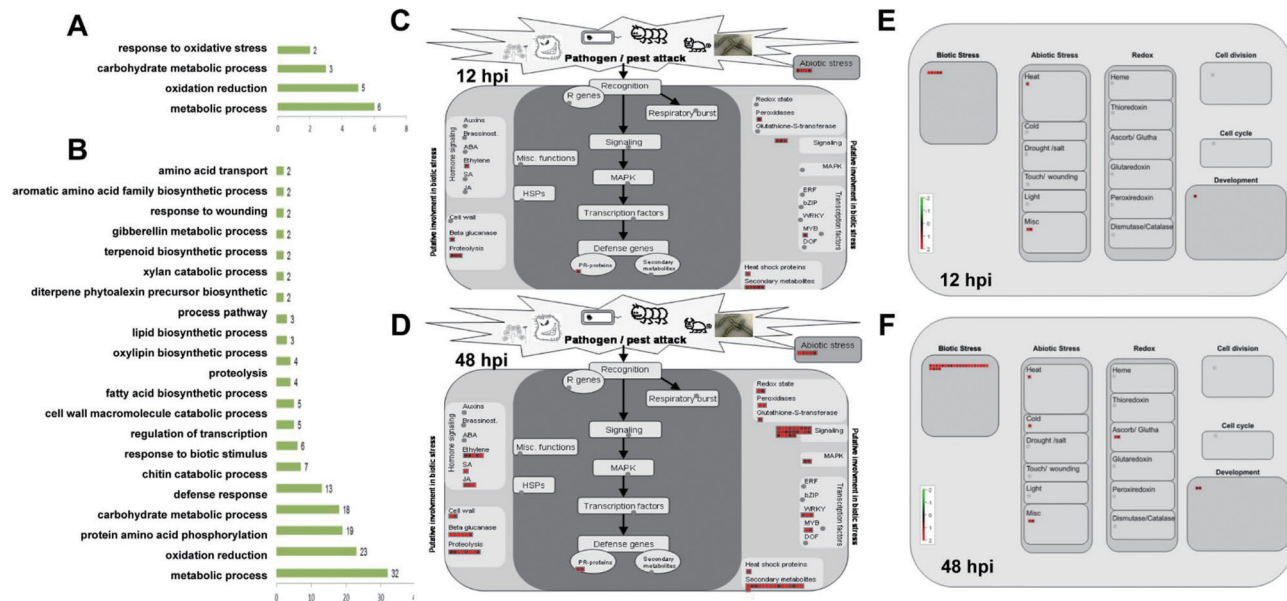 A
response to oxidative stress 2
carbohydrate metabolic process 3
oxidation reduction 5
metabolic process 6
0 2 4 6 8
B
amino acid transport 2
aromatic amino acid family biosynthetic process 2
response to wounding 2
gibberellin metabolic process 2
terpenoid biosynthetic process 2
xylan catabolic process 2
diterpene phytoalexin precursor biosynthetic 2
process pathway 3
lipid biosynthetic process 3
oxylipin biosynthetic process 4
proteolysis 4
fatty acid biosynthetic process 5
cell wall macromolecule catabolic process 5
regulation of transcription 6
response to biotic stimulus 7
chitin catabolic process
defense response 13
carbohydrate metabolic process 18
protein amino acid phosphorylation 19
oxidation reduction 23
metabolic process 32
0 10 20 30
C
12 hpi
Pathogen / pest attack
Abiotic stress
Recognition
R genes
Respiratory burst
Signaling
Misc. functions
MAPK
HSPs
Transcription factors
Defense genes
PR-proteins
Secondary metabolites
Putative involvment in biotic stress
Hormone signaling
Auxins
Brassinost.
ABA
Ethylene
SA
JA
Cell wall
Beta glucanase
Proteolysis
Redox state
Peroxidases
Glutathione-S-transferase
Signaling
MAPK
ERF
bZIP
WRKY
MYB
DOF
Transcription factors
Putative involvment in biotic stress
Heat shock proteins
Secondary metabolites
D
48 hpi
Pathogen / pest attack
Abiotic stress
Recognition
R genes
Respiratory burst
Signaling
Misc. functions
MAPK
HSPs
Transcription factors
Defense genes
PR-proteins
Secondary metabolites
Putative involvment in biotic stress
Hormone signaling
Auxins
Brassinost.
ABA
Ethylene
SA
JA
Cell wall
Beta glucanase
Proteolysis
Redox state
Peroxidases
Glutathione-S-transferase
Signaling
MAPK
ERF
bZIP
WRKY
MYB
DOF
Transcription factors
Putative involvment in biotic stress
Heat shock proteins
Secondary metabolites
E
Biotic Stress
Abiotic Stress
Heat
Cold
Drought /salt
Touch/ wounding
Light
Misc
Redox
Heme
Thioredoxin
Ascorb/ Glutha
Glutaredoxin
Peroxiredoxin
Dismutase/Catalase
Cell division
Cell cycle
Development
12 hpi
F
Biotic Stress
Abiotic Stress
Heat
Cold
Drought /salt
Touch/ wounding
Light
Misc
Redox
Heme
Thioredoxin
Ascorb/ Glutha
Glutaredoxin
Peroxiredoxin
Dismutase/Catalase
Cell division
Cell cycle
Development
48 hpi